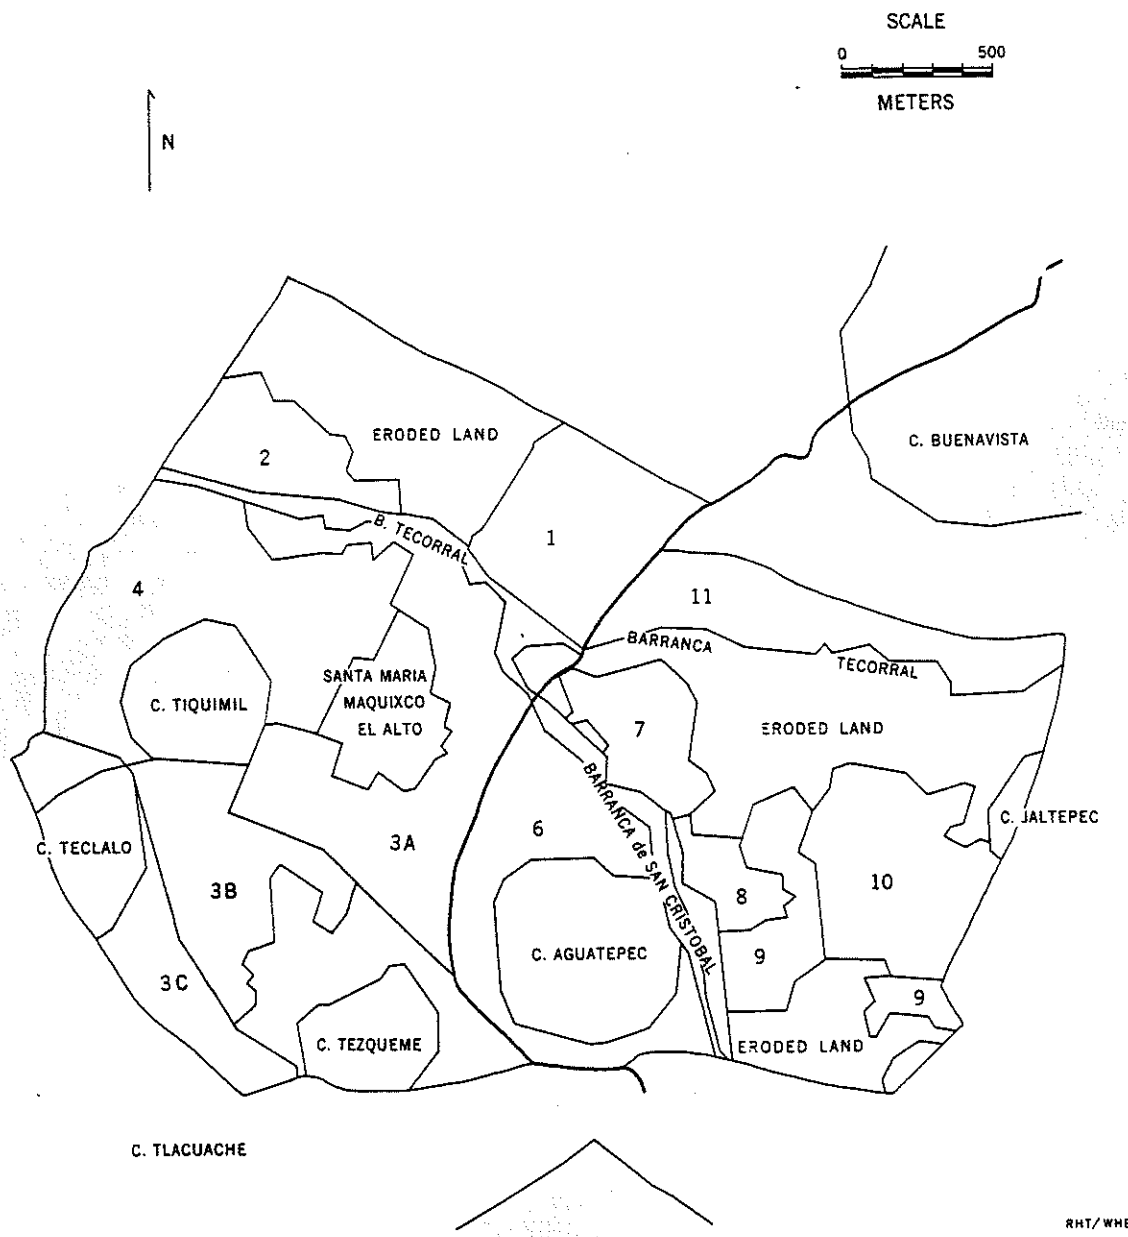 SCALE
0 500
METERS
N
ERODED LAND
C. BUENAVISTA
2
B. TECORRAL
1
4
11
BARRANCA
TECORRAL
SANTA MARIA
MAQUIXCO
EL ALTO
C. TIQUIMIL
7
ERODED LAND
BARRANCA de SAN CRISTOBAL
C. JALTEPEC
6
3A
C. TECLALO
3B
10
8
C. AGUATEPEC
9
3C
9
C. TEZQUEME
ERODED LAND
C. TLACUACHE
RHT/WHE